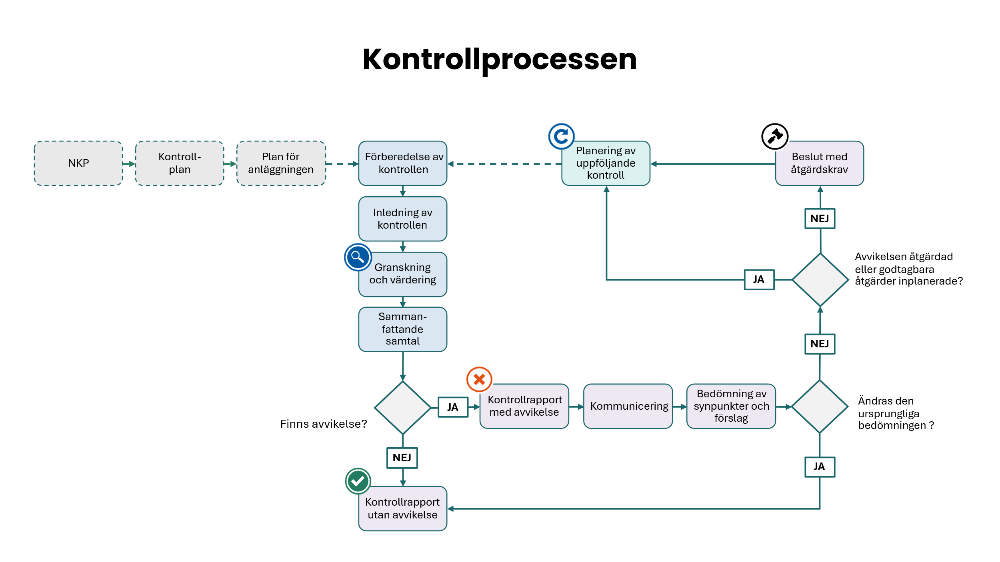 Kontrollprocessen
NKP
Kontroll-
plan
Plan för
anläggningen
Förberedelse av
kontrollen
Planering av
uppföljande
kontroll
Beslut med
åtgärdskrav
Inledning av
kontrollen
NEJ
Granskning
och värdering
Avvikelsen åtgärdad
eller godtagbara
åtgärder inplanerade?
JA
Samman-
fattande
samtal
NEJ
Finns avvikelse?
JA
Kontrollrapport
med avvikelse
Kommunicering
Bedömning av
synpunkter och
förslag
Ändras den
ursprungliga
bedömningen ?
NEJ
JA
Kontrollrapport
utan avvikelse